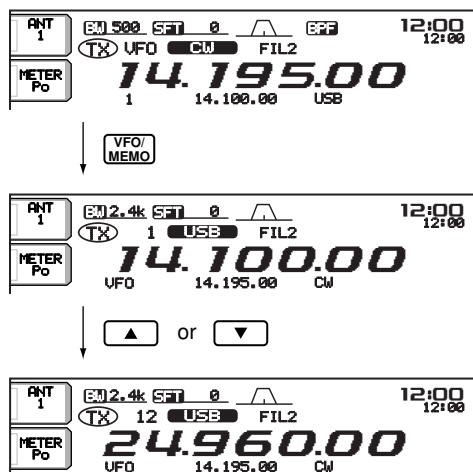 ANT 1 BW 500 SFT 0 BPF 12:00
12:00
TX VFO CW FIL2
METER Po 14.195.00
1 14.100.00 USB
VFO/
MEMO
ANT 1 BW 2.4k SFT 0 12:00
12:00
TX 1 USB FIL2
METER Po 14.100.00
VFO 14.195.00 CW
▲ or ▼
ANT 1 BW 2.4k SFT 0 12:00
12:00
TX 12 USB FIL2
METER Po 24.960.00
VFO 14.195.00 CW